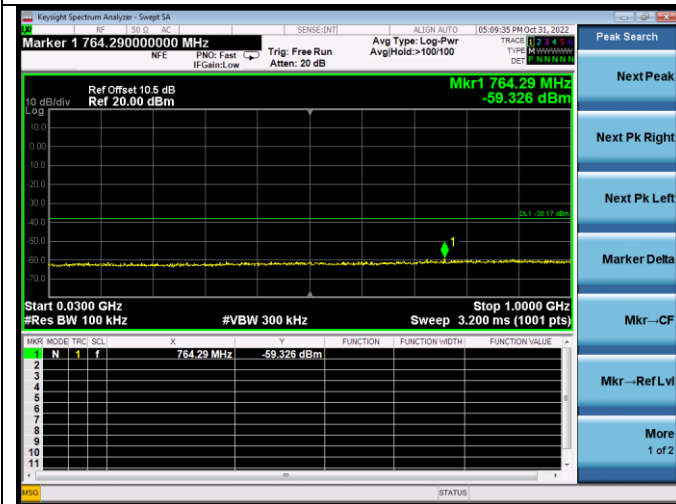 Keysight Spectrum Analyzer - Swept SA
RF 50 Ω AC SENSE:INT ALIGN AUTO 05:09:35 PM Oct 31, 2022
Marker 1 764.290000000 MHz
NFE
PNO: Fast
IFGain:Low
Trig: Free Run
Atten: 20 dB
Avg Type: Log-Pwr
Avg|Hold:>100/100
TRACE 1 2 3 4 5 6
TYPE M W W W W W
DET P N N N N N
Peak Search
Next Peak
Next Pk Right
Next Pk Left
Marker Delta
Mkr→CF
Mkr→RefLvl
More
1 of 2
Mkr1 764.29 MHz
-59.326 dBm
Ref Offset 10.5 dB
10 dB/div Ref 20.00 dBm
Log
10.0
0.00
-10.0
-20.0
-30.0
DL1 -38.17 dBm
-40.0
-50.0
1
-60.0
-70.0
Start 0.0300 GHz Stop 1.0000 GHz
#Res BW 100 kHz #VBW 300 kHz Sweep 3.200 ms (1001 pts)
MKR MODE TRC SCL X Y FUNCTION FUNCTION WIDTH FUNCTION VALUE
1 N 1 f 764.29 MHz -59.326 dBm
2
3
4
5
6
7
8
9
10
11
MSG STATUS